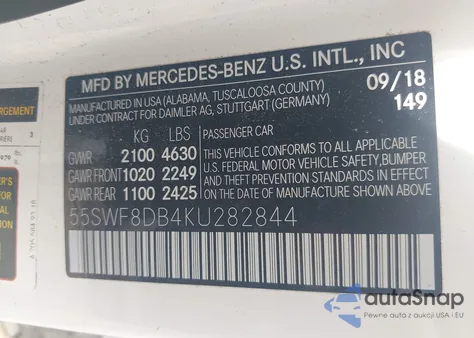 MFD BY MERCEDES-BENZ U.S. INTL., INC
MANUFACTURED IN USA (ALABAMA, TUSCALOOSA COUNTY)
UNDER CONTRACT FOR DAIMLER AG, STUTTGART (GERMANY)
09/18
149
KG LBS
GVWR 2100 4630
GAWR FRONT 1020 2249
GAWR REAR 1100 2425
PASSENGER CAR
THIS VEHICLE CONFORMS TO ALL APPLICABLE
U.S. FEDERAL MOTOR VEHICLE SAFETY, BUMPER
AND THEFT PREVENTION STANDARDS IN EFFECT
ON THE DATE OF MANUFACTURE SHOWN ABOVE.
55SWF8DB4KU282844
autoSnap
Pewne auta z aukcji USA i EU